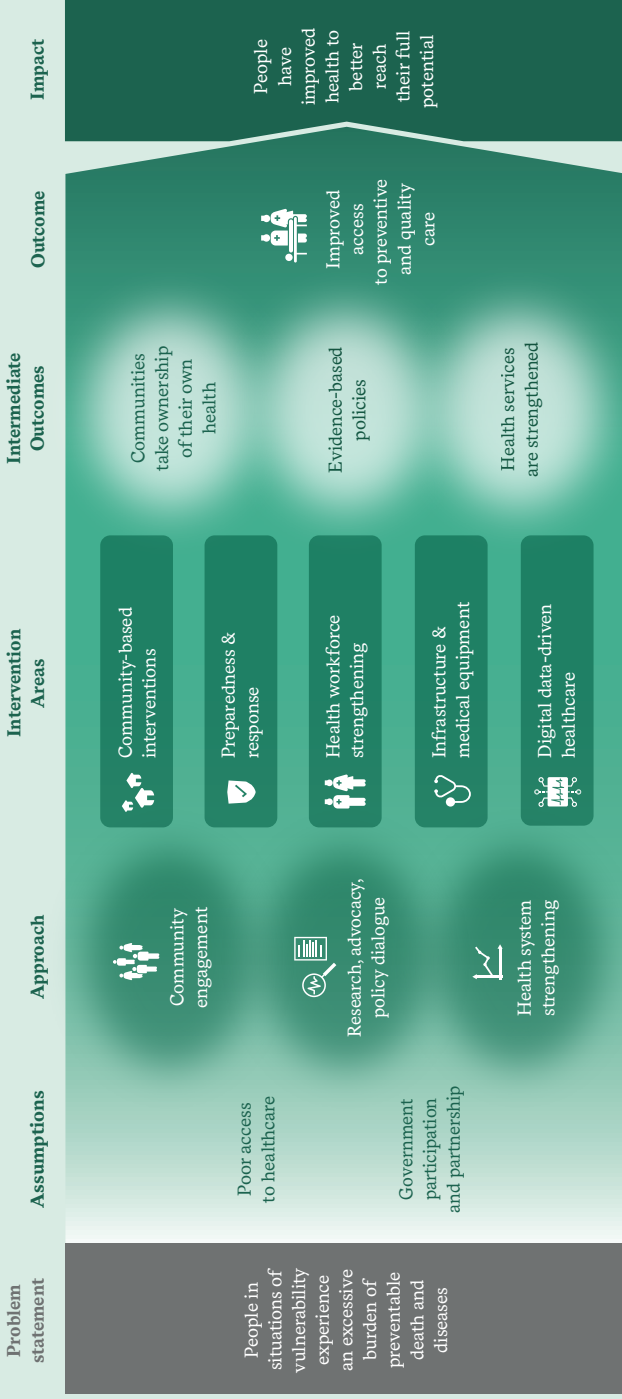 Problem
statement
People in
situations of
vulnerability
experience
an excessive
burden of
preventable
death and
diseases
Assumptions
Poor access
to healthcare
Government
participation
and partnership
Approach
Community
engagement
Research, advocacy,
policy dialogue
Health system
strengthening
Intervention
Areas
Community-based
interventions
Preparedness &
response
Health workforce
strengthening
Infrastructure &
medical equipment
Digital data-driven
healthcare
Intermediate
Outcomes
Communities
take ownership
of their own
health
Evidence-based
policies
Health services
are strengthened
Outcome
Improved
access
to preventive
and quality
care
Impact
People
have
improved
health to
better
reach
their full
potential